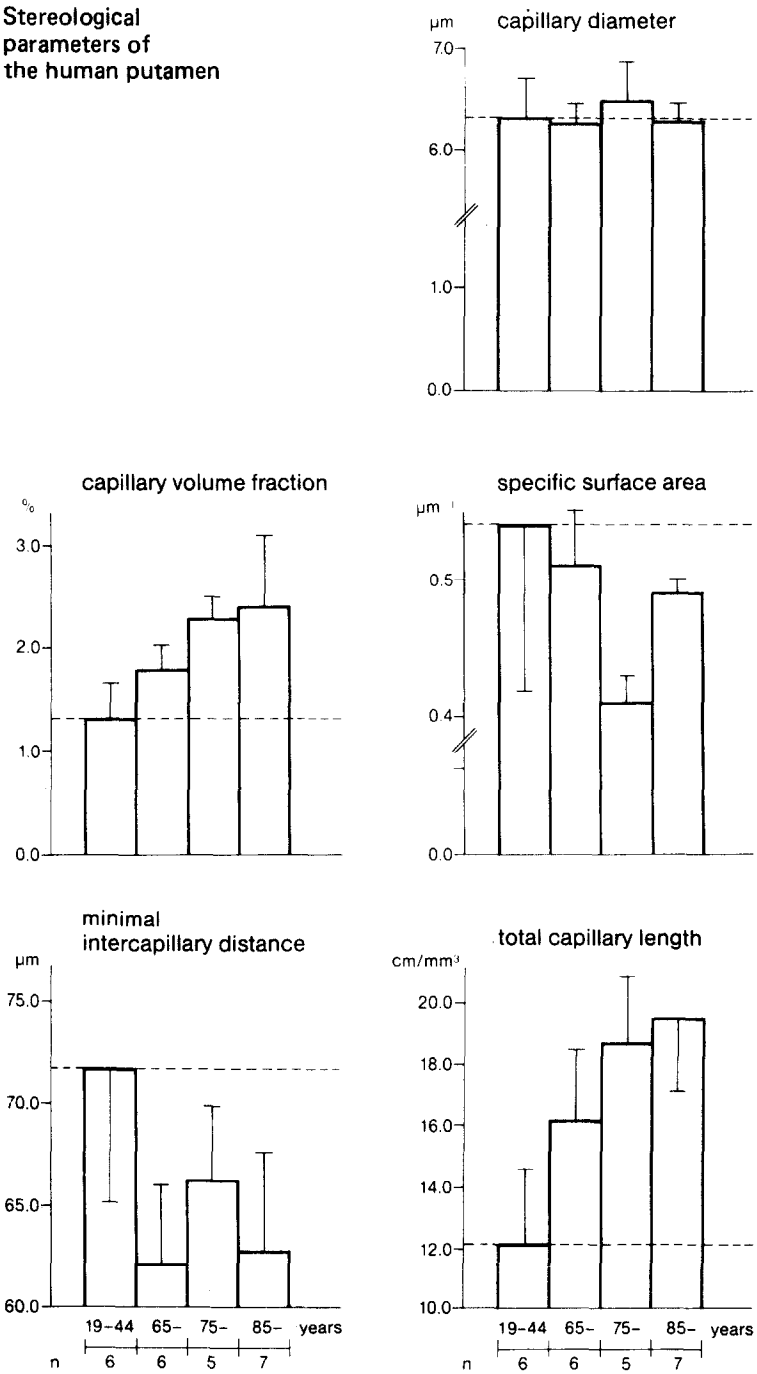 Stereological
parameters of
the human putamen
capillary diameter
µm
7.0
6.0
1.0
0.0
capillary volume fraction
%
3.0
2.0
1.0
0.0
specific surface area
µm
0.5
0.4
0.0
minimal
intercapillary distance
µm
75.0
70.0
65.0
60.0
19-44 65- 75- 85- years
n 6 6 5 7
total capillary length
cm/mm³
20.0
18.0
16.0
14.0
12.0
10.0
19-44 65- 75- 85- years
n 6 6 5 7